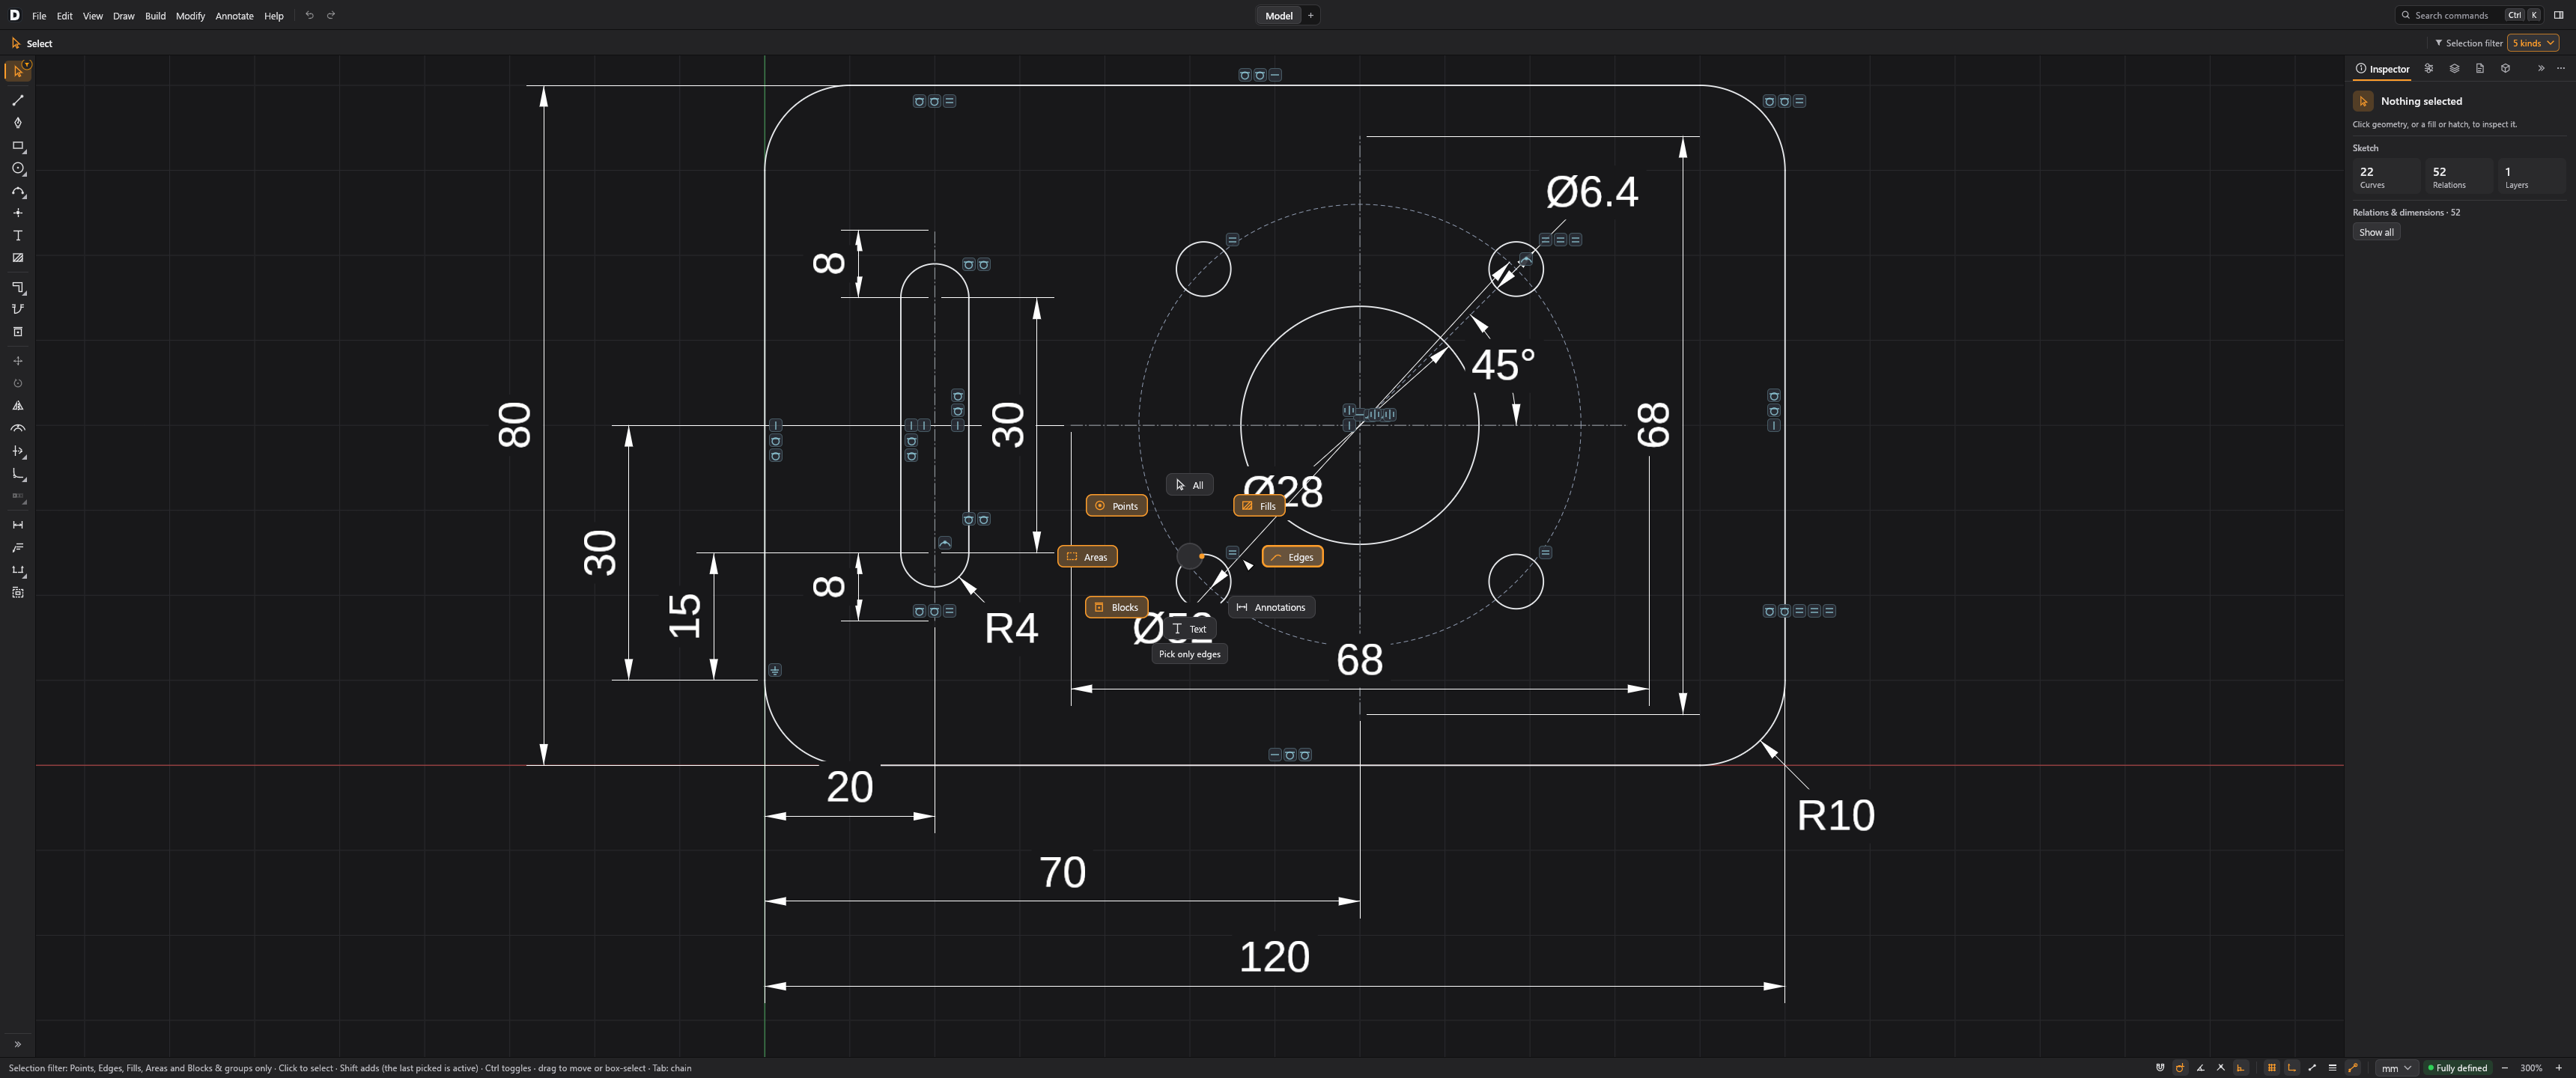 D File Edit View Draw Build Modify Annotate Help Model + Search commands Ctrl K
Select Selection filter 5 kinds
Inspector
Nothing selected
Click geometry, or a fill or hatch, to inspect it.
Sketch
22 52 1
Curves Relations Layers
Relations & dimensions · 52
Show all
Ø6.4
8
45°
80
30
68
Ø28
All
Points
Fills
Areas
Edges
30
8
15
Blocks
Annotations
R4
Text
Pick only edges
68
20
R10
70
120
Selection filter: Points, Edges, Fills, Areas and Blocks & groups only · Click to select · Shift adds (the last picked is active) · Ctrl toggles · drag to move or box-select · Tab: chain
mm Fully defined − 300% +